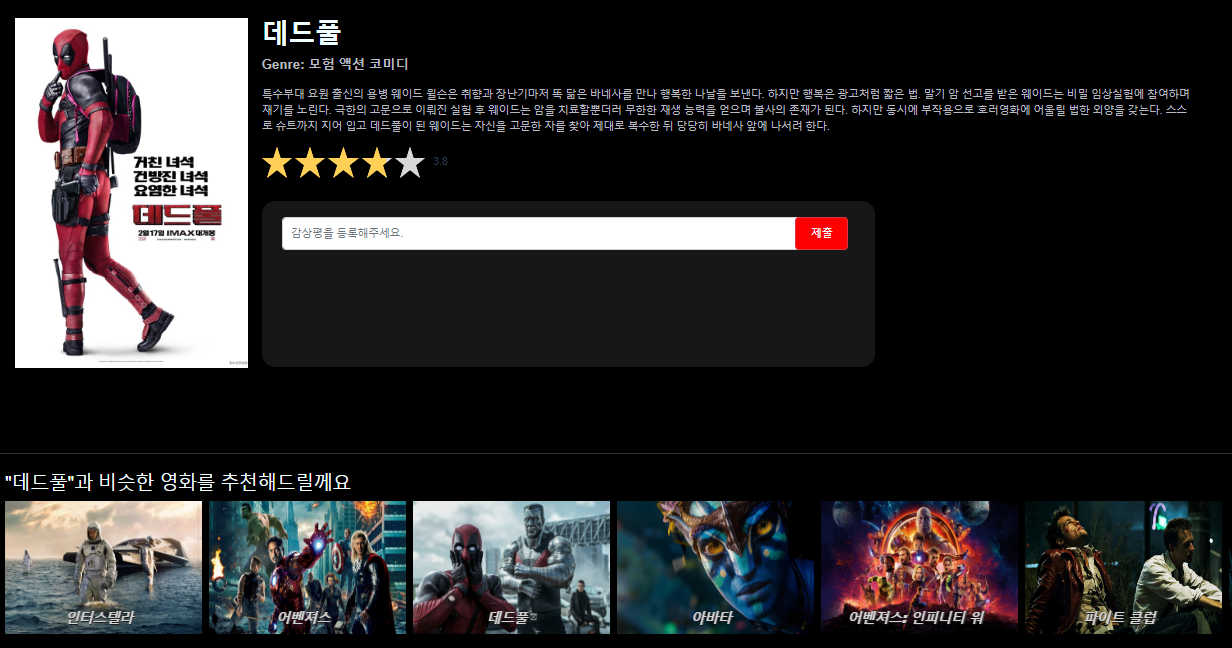 데드풀
Genre: 모험 액션 코미디
특수부대 요원 출신의 용병 웨이드 윌슨은 취향과 장난기마저 똑 닮은 바네사를 만나 행복한 나날을 보낸다. 하지만 행복은 광고처럼 짧은 법. 말기 암 선고를 받은 웨이드는 비밀 임상실험에 참여하며
재기를 노린다. 극한의 고문으로 이뤄진 실험 후 웨이드는 암을 치료할뿐더러 무한한 재생 능력을 얻으며 불사의 존재가 된다. 하지만 동시에 부작용으로 호러영화에 어울릴 법한 외양을 갖는다. 스스
로 슈트까지 지어 입고 데드풀이 된 웨이드는 자신을 고문한 자를 찾아 제대로 복수한 뒤 당당히 바네사 앞에 나서려 한다.
3.8
거친 녀석
건방진 녀석
요염한 녀석
데드풀
2월17일 IMAX 대개봉
감상평을 등록해주세요.
제출
"데드풀"과 비슷한 영화를 추천해드릴께요
인터스텔라
어벤져스
데드풀
아바타
어벤져스: 인피니티 워
파이트 클럽